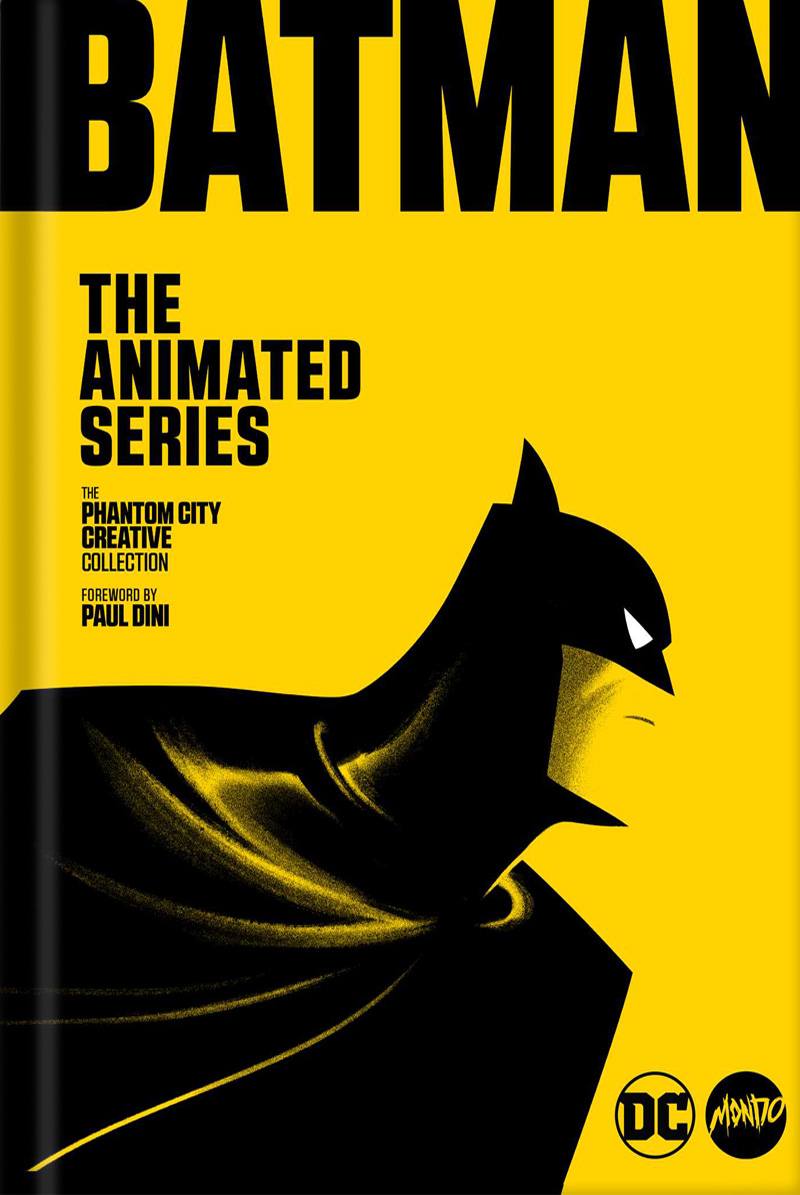 BATMAN
THE
ANIMATED
SERIES
THE
PHANTOM CITY
CREATIVE
COLLECTION
FOREWORD BY
PAUL DINI
DC
MONDO